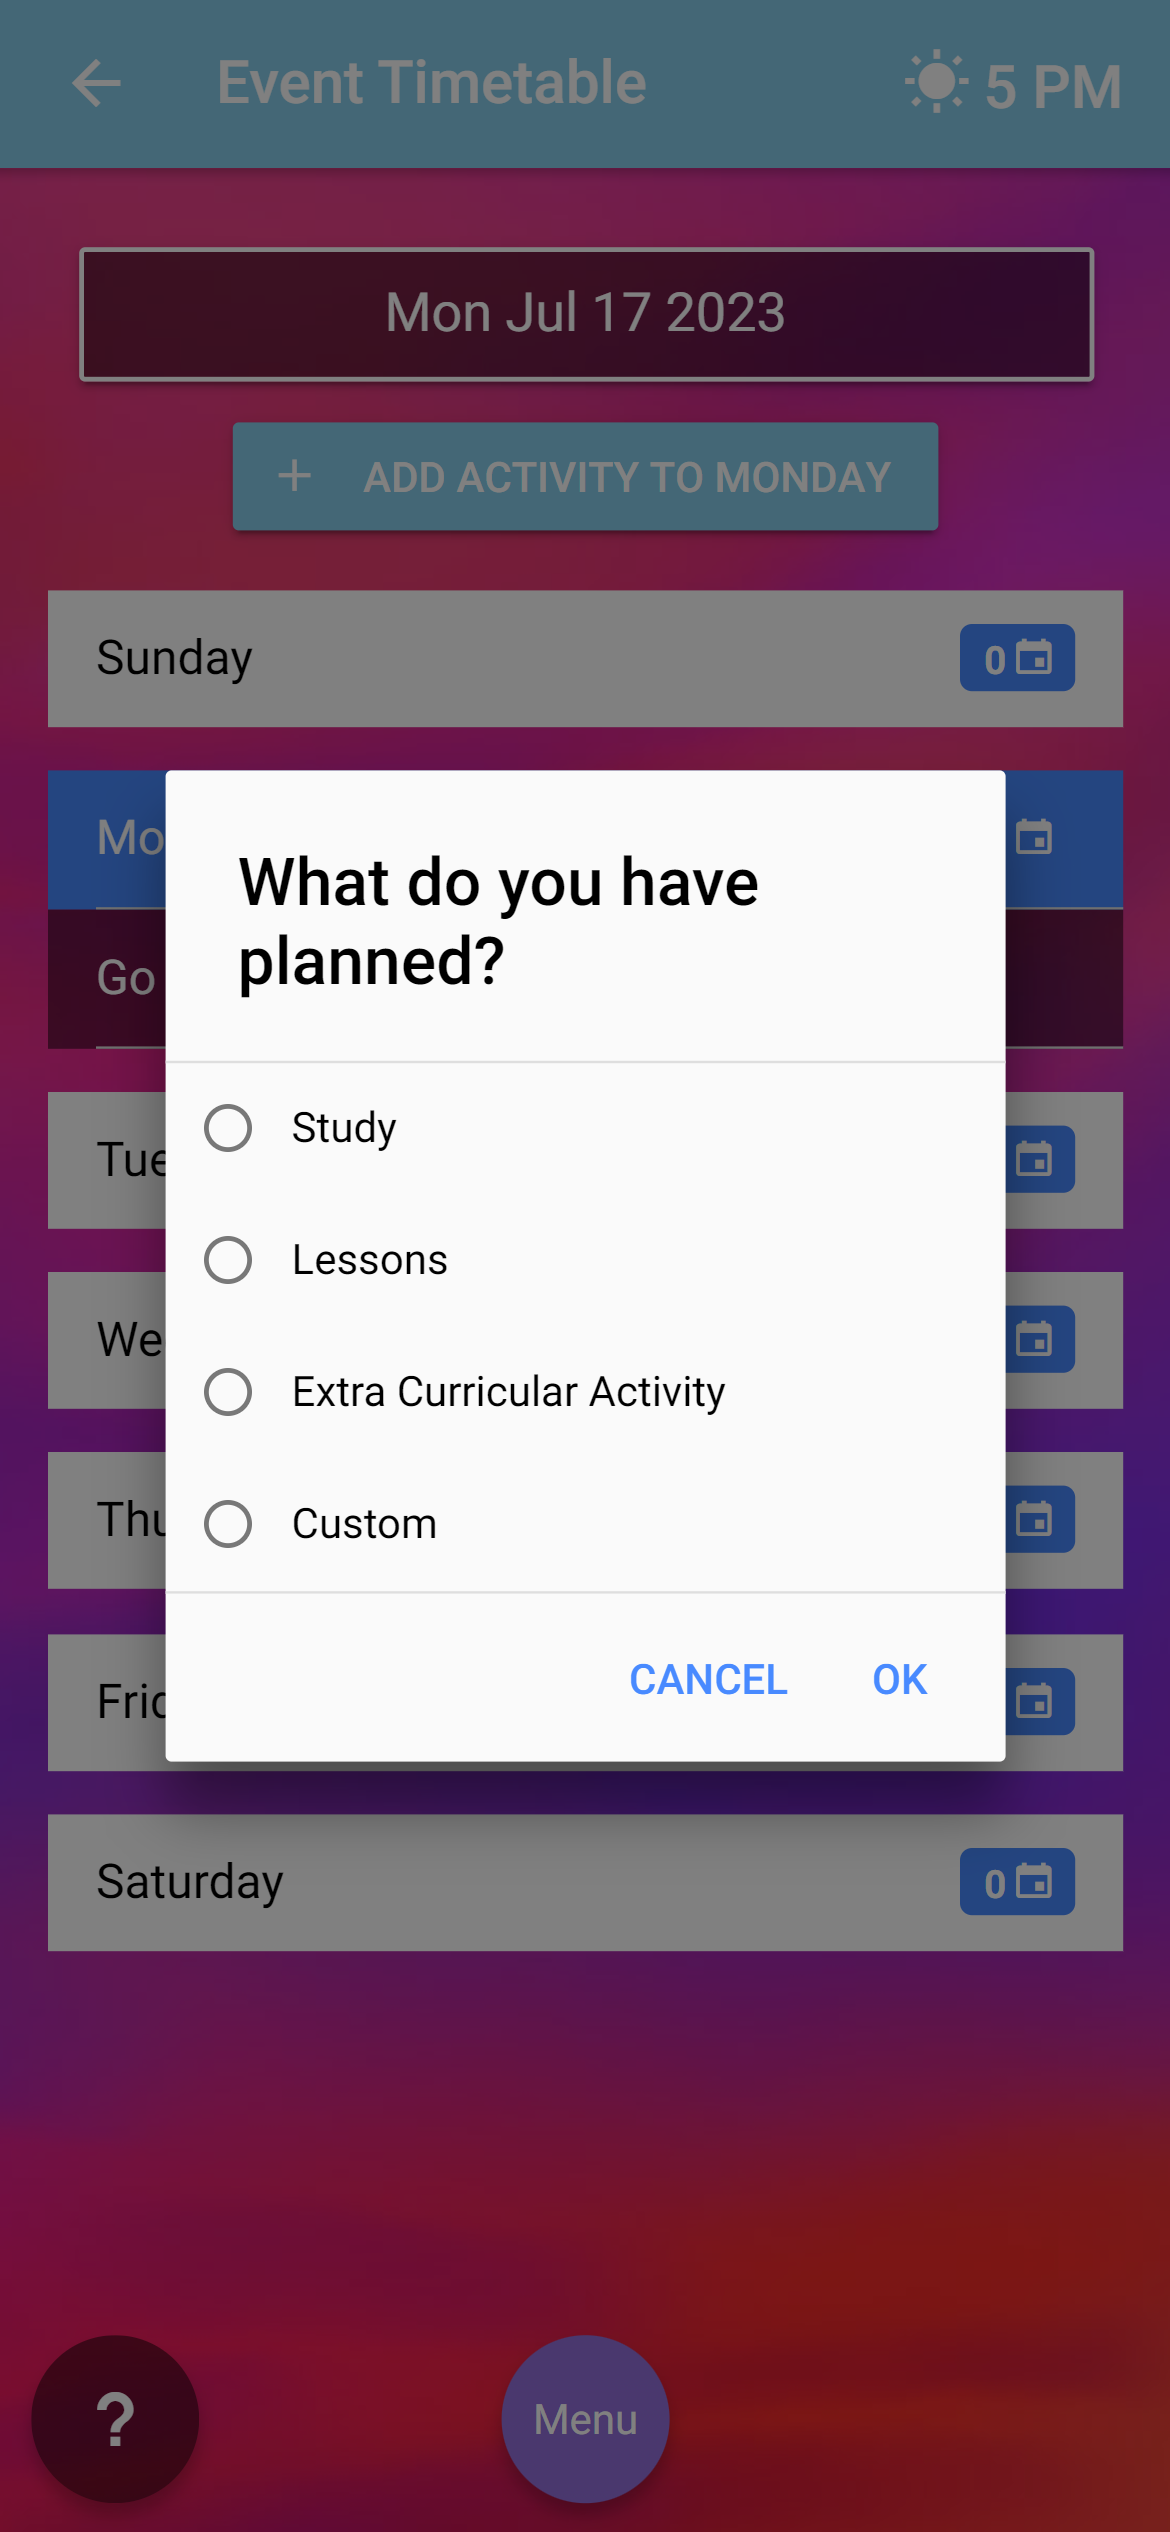 Event Timetable
5 PM
Mon Jul 17 2023
+ ADD ACTIVITY TO MONDAY
Sunday
0
Mo
Go
What do you have
planned?
Tue
Study
Lessons
We
Extra Curricular Activity
Thu
Custom
CANCEL OK
Saturday
0
?
Menu